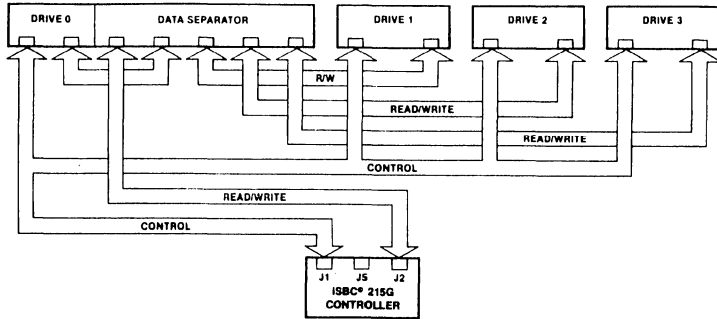 DRIVE 0
DATA SEPARATOR
DRIVE 1
DRIVE 2
DRIVE 3
R/W
READ/WRITE
READ/WRITE
CONTROL
READ/WRITE
CONTROL
J1
J5
J2
iSBC® 215G
CONTROLLER